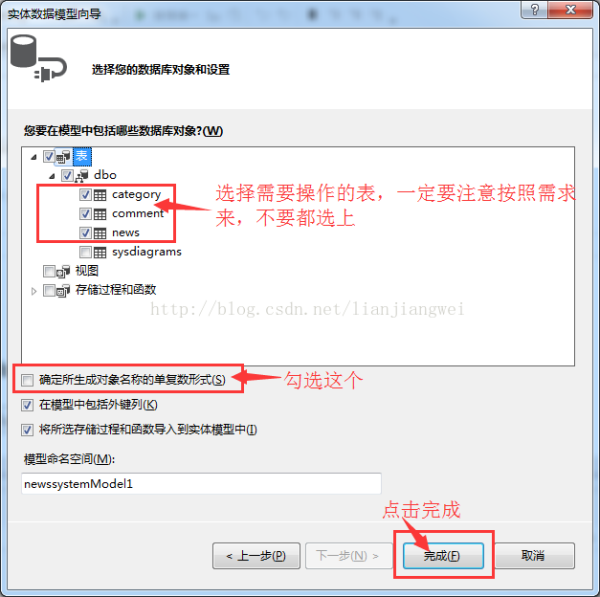 实体数据模型向导
选择您的数据库对象和设置
您要在模型中包括哪些数据库对象?(W)
表
dbo
category
comment
news
sysdiagrams
视图
存储过程和函数
选择需要操作的表，一定要注意按照需求
来，不要都选上
http://blog.csdn.net/lianjiangwei
确定所生成对象名称的单复数形式(S)
勾选这个
在模型中包括外键列(K)
将所选存储过程和函数导入到实体模型中(I)
模型命名空间(M):
newssystemModel1
点击完成
< 上一步(P)
下一步(N) >
完成(F)
取消